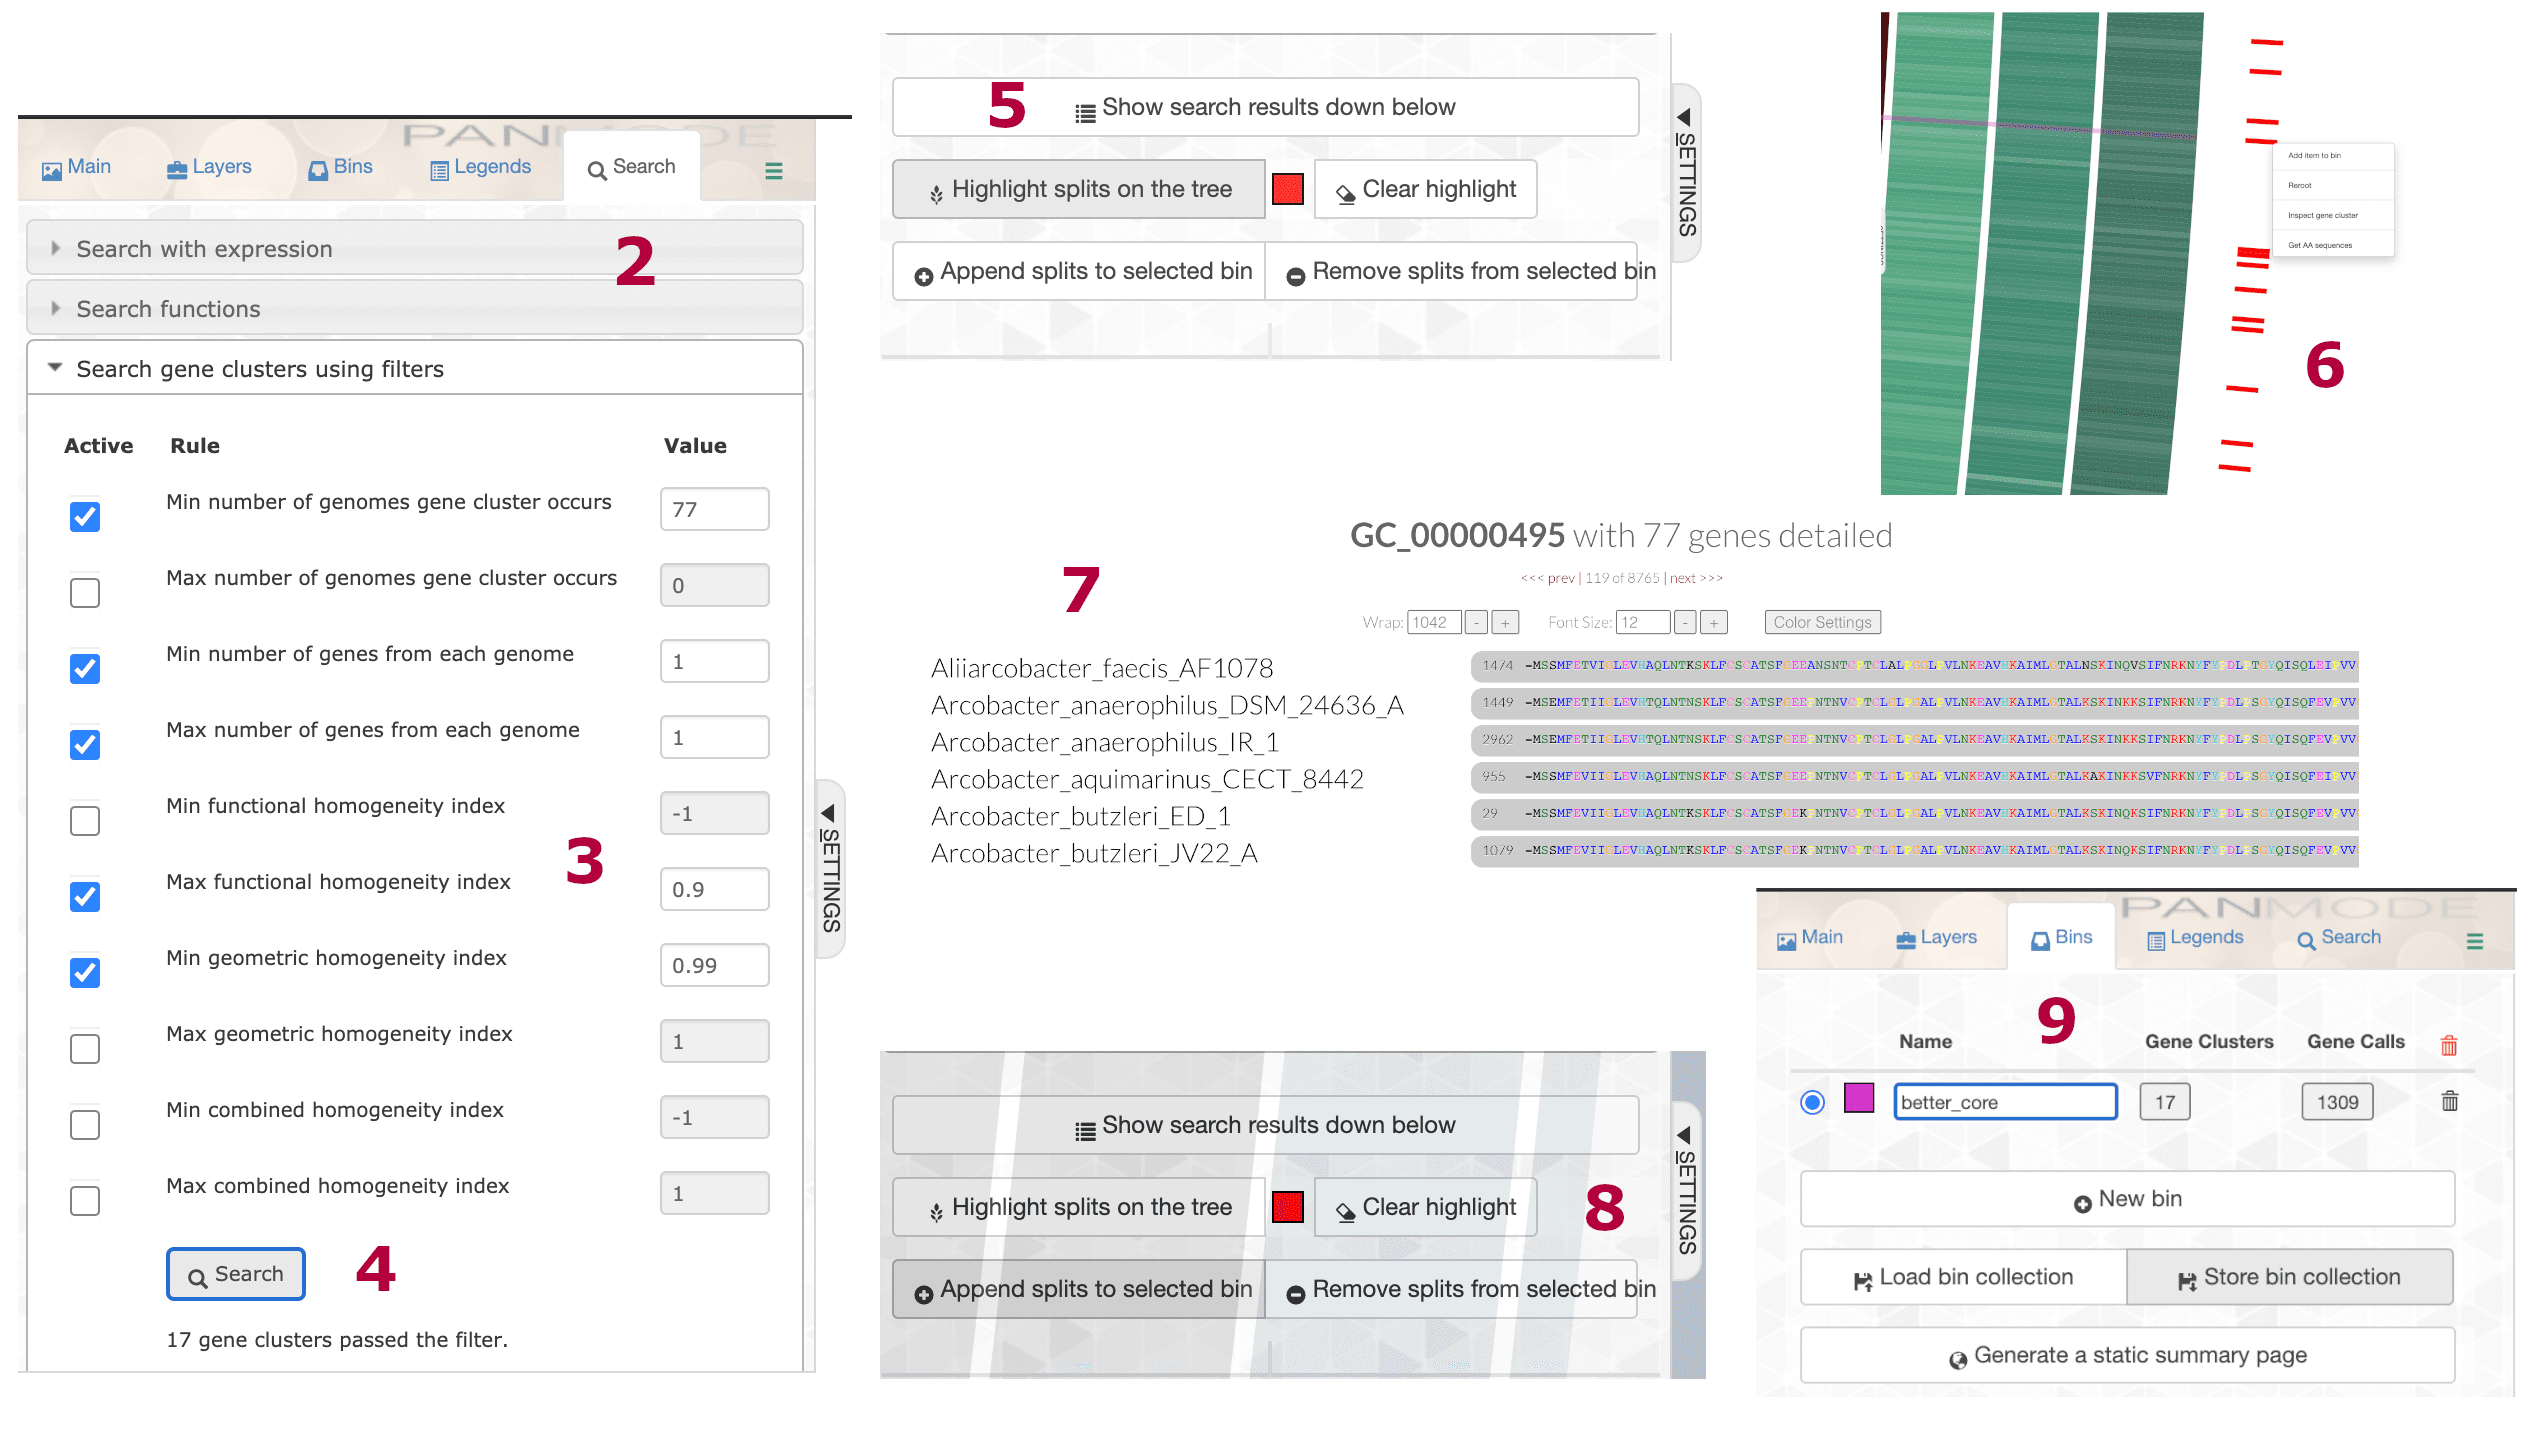 PANMODE
Main
Layers
Bins
Legends
Search
2
Search with expression
Search functions
Search gene clusters using filters
Active Rule Value
Min number of genomes gene cluster occurs 77
Max number of genomes gene cluster occurs 0
Min number of genes from each genome 1
Max number of genes from each genome 1
Min functional homogeneity index -1
3
Max functional homogeneity index 0.9
Min geometric homogeneity index 0.99
Max geometric homogeneity index 1
Min combined homogeneity index -1
Max combined homogeneity index 1
Search
4
17 gene clusters passed the filter.
SETTINGS
5
Show search results down below
Highlight splits on the tree
Clear highlight
Append splits to selected bin
Remove splits from selected bin
SETTINGS
Add item to bin
Reroot
Inspect gene cluster
Get AA sequences
6
7
GC_00000495 with 77 genes detailed
<<< prev | 119 of 8765 | next >>>
Wrap: 1042 - + Font Size: 12 - + Color Settings
Aliiarcobacter_faecis_AF1078 1474
Arcobacter_anaerophilus_DSM_24636_A 1449
Arcobacter_anaerophilus_IR_1 2962
Arcobacter_aquimarinus_CECT_8442 955
Arcobacter_butzleri_ED_1 29
Arcobacter_butzleri_JV22_A 1079
8
Show search results down below
Highlight splits on the tree
Clear highlight
Append splits to selected bin
Remove splits from selected bin
SETTINGS
PANMODE
Main
Layers
Bins
Legends
Search
9
Name Gene Clusters Gene Calls
better_core 17 1309
New bin
Load bin collection
Store bin collection
Generate a static summary page